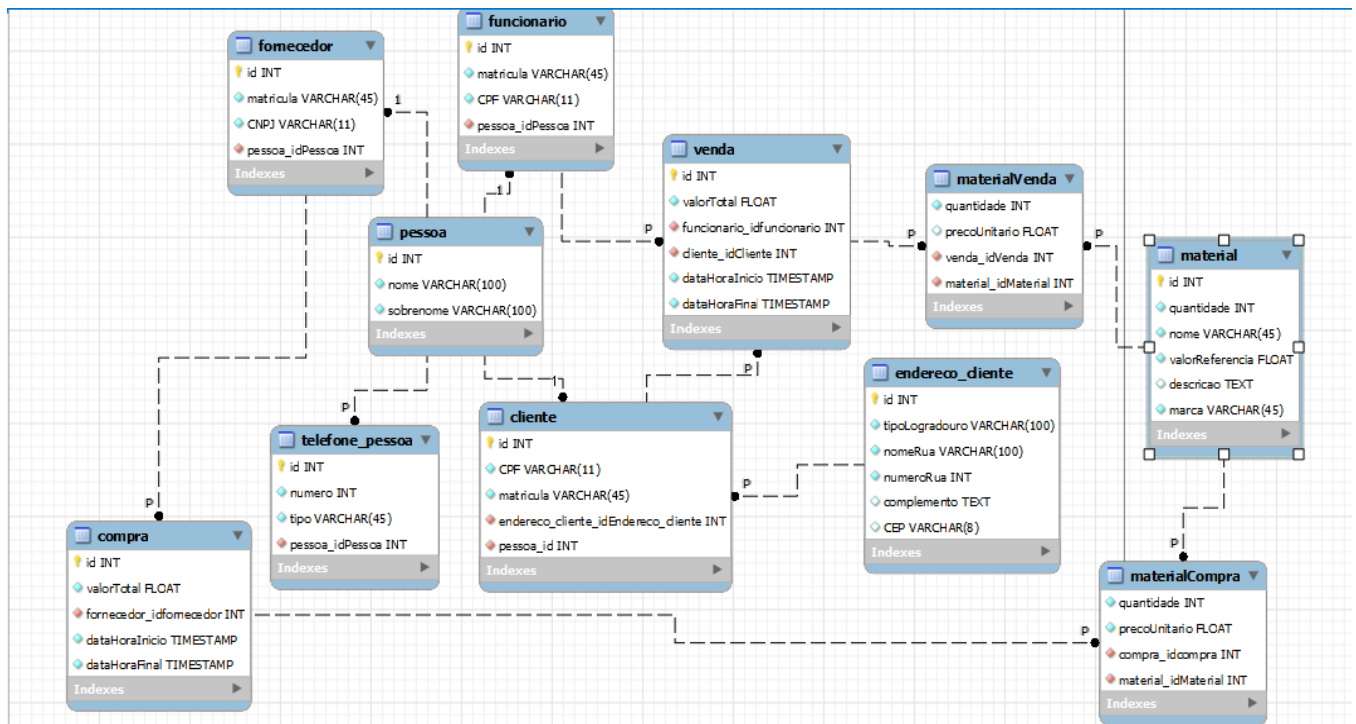 fornecedor
id INT
matricula VARCHAR(45)
CNPJ VARCHAR(11)
pessoa_idPessoa INT
Indexes
1
funcionario
id INT
matricula VARCHAR(45)
CPF VARCHAR(11)
pessoa_idPessoa INT
Indexes
1
pessoa
id INT
nome VARCHAR(100)
sobrenome VARCHAR(100)
Indexes
venda
id INT
valorTotal FLOAT
funcionario_idfuncionario INT
cliente_idCliente INT
dataHoraInicio TIMESTAMP
dataHoraFinal TIMESTAMP
Indexes
P
P
P
materialVenda
quantidade INT
precoUnitario FLOAT
venda_idVenda INT
material_idMaterial INT
Indexes
P
material
id INT
quantidade INT
nome VARCHAR(45)
valorReferencia FLOAT
descricao TEXT
marca VARCHAR(45)
Indexes
endereco_cliente
id INT
tipoLogradouro VARCHAR(100)
nomeRua VARCHAR(100)
numeroRua INT
complemento TEXT
CEP VARCHAR(8)
Indexes
1
P
cliente
id INT
CPF VARCHAR(11)
matricula VARCHAR(45)
endereco_cliente_idEndereco_cliente INT
pessoa_id INT
Indexes
P
telefone_pessoa
id INT
numero INT
tipo VARCHAR(45)
pessoa_idPessoa INT
Indexes
P
compra
id INT
valorTotal FLOAT
fornecedor_idfornecedor INT
dataHoraInicio TIMESTAMP
dataHoraFinal TIMESTAMP
Indexes
P
P
materialCompra
quantidade INT
precoUnitario FLOAT
compra_idcompra INT
material_idMaterial INT
Indexes